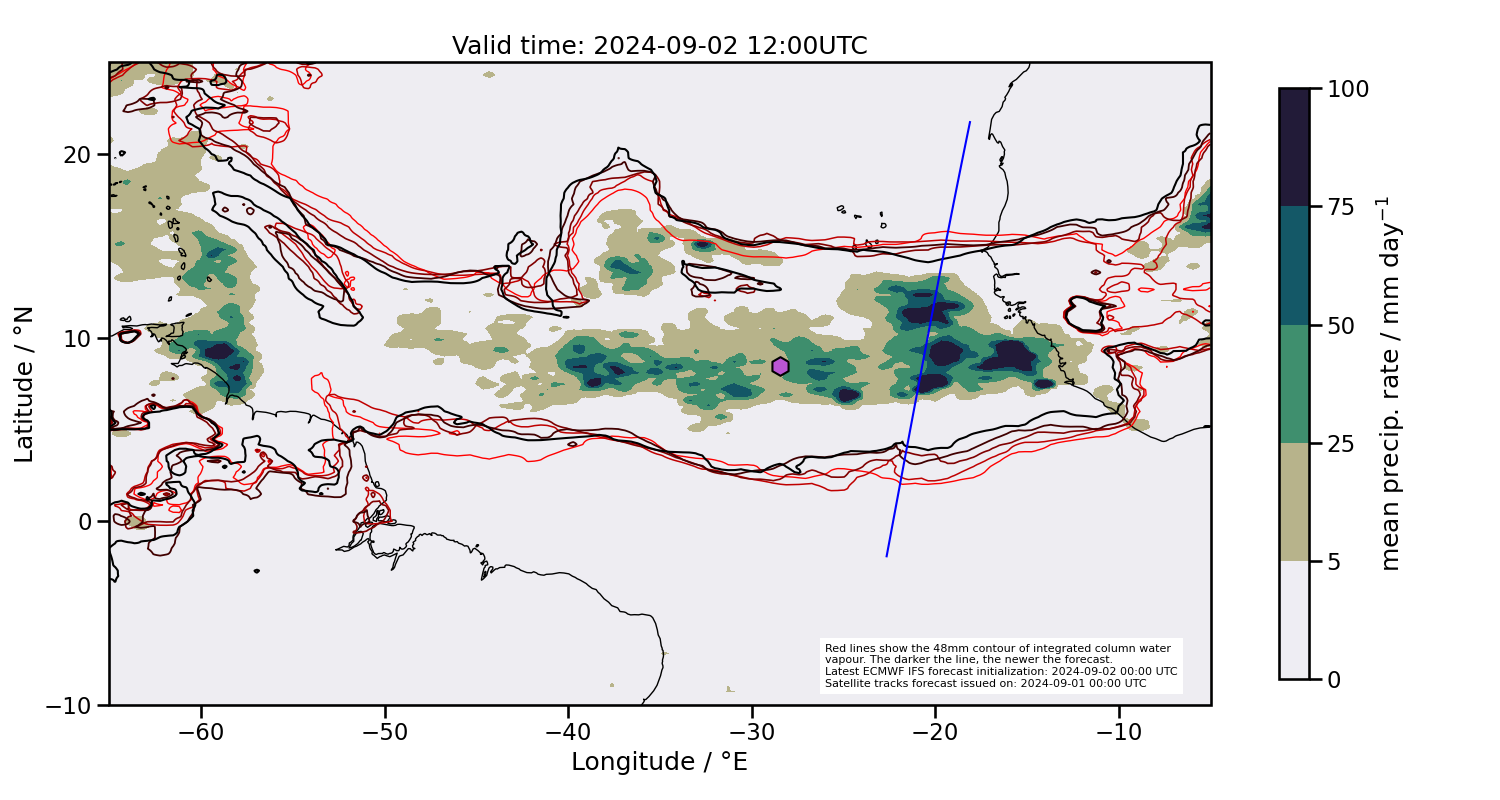 Valid time: 2024-09-02 12:00UTC
20
10
0
−10
Latitude / °N
−60
−50
−40
−30
−20
−10
Longitude / °E
Red lines show the 48mm contour of integrated column water
vapour. The darker the line, the newer the forecast.
Latest ECMWF IFS forecast initialization: 2024-09-02 00:00 UTC
Satellite tracks forecast issued on: 2024-09-01 00:00 UTC
100
75
50
25
5
0
mean precip. rate / mm day⁻¹